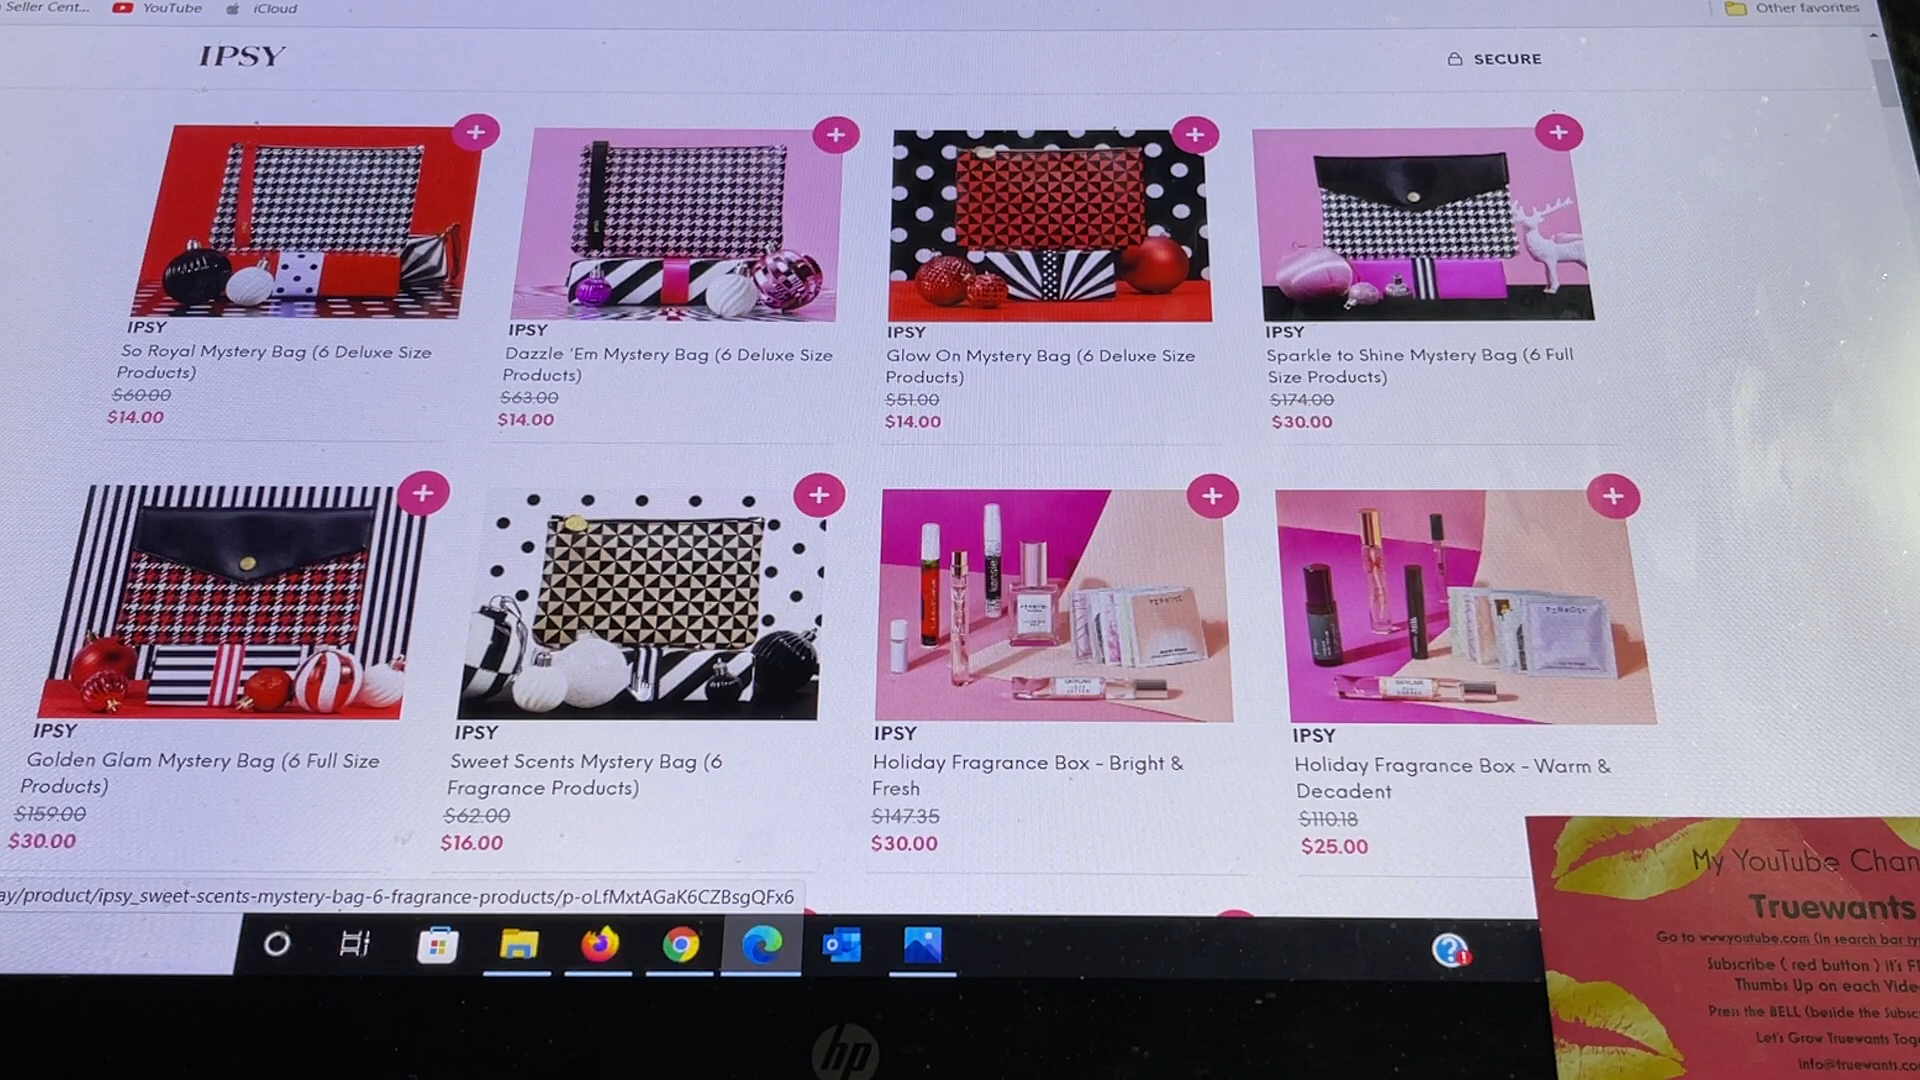 Seller Cent...
YouTube
iCloud
Other favorites
IPSY
SECURE
IPSY
So Royal Mystery Bag (6 Deluxe Size
Products)
$60.00
$14.00
IPSY
Dazzle 'Em Mystery Bag (6 Deluxe Size
Products)
$63.00
$14.00
IPSY
Glow On Mystery Bag (6 Deluxe Size
Products)
$51.00
$14.00
IPSY
Sparkle to Shine Mystery Bag (6 Full
Size Products)
$174.00
$30.00
IPSY
Golden Glam Mystery Bag (6 Full Size
Products)
$159.00
$30.00
IPSY
Sweet Scents Mystery Bag (6
Fragrance Products)
$62.00
$16.00
kensie
IPSY
Holiday Fragrance Box - Bright &
Fresh
$147.35
$30.00
SKYLAR
IPSY
Holiday Fragrance Box - Warm &
Decadent
$110.18
$25.00
ay/product/ipsy_sweet-scents-mystery-bag-6-fragrance-products/p-oLfMxtAGaK6CZBsgQFx6
hp
My YouTube Chan
Truewants
Go to www.youtube.com (In search bar ty
Subscribe ( red button ) it's F
Thumbs Up on each Vide
Press the BELL (beside the Subsc
Let's Grow Truewants Tog
info@truewants.co